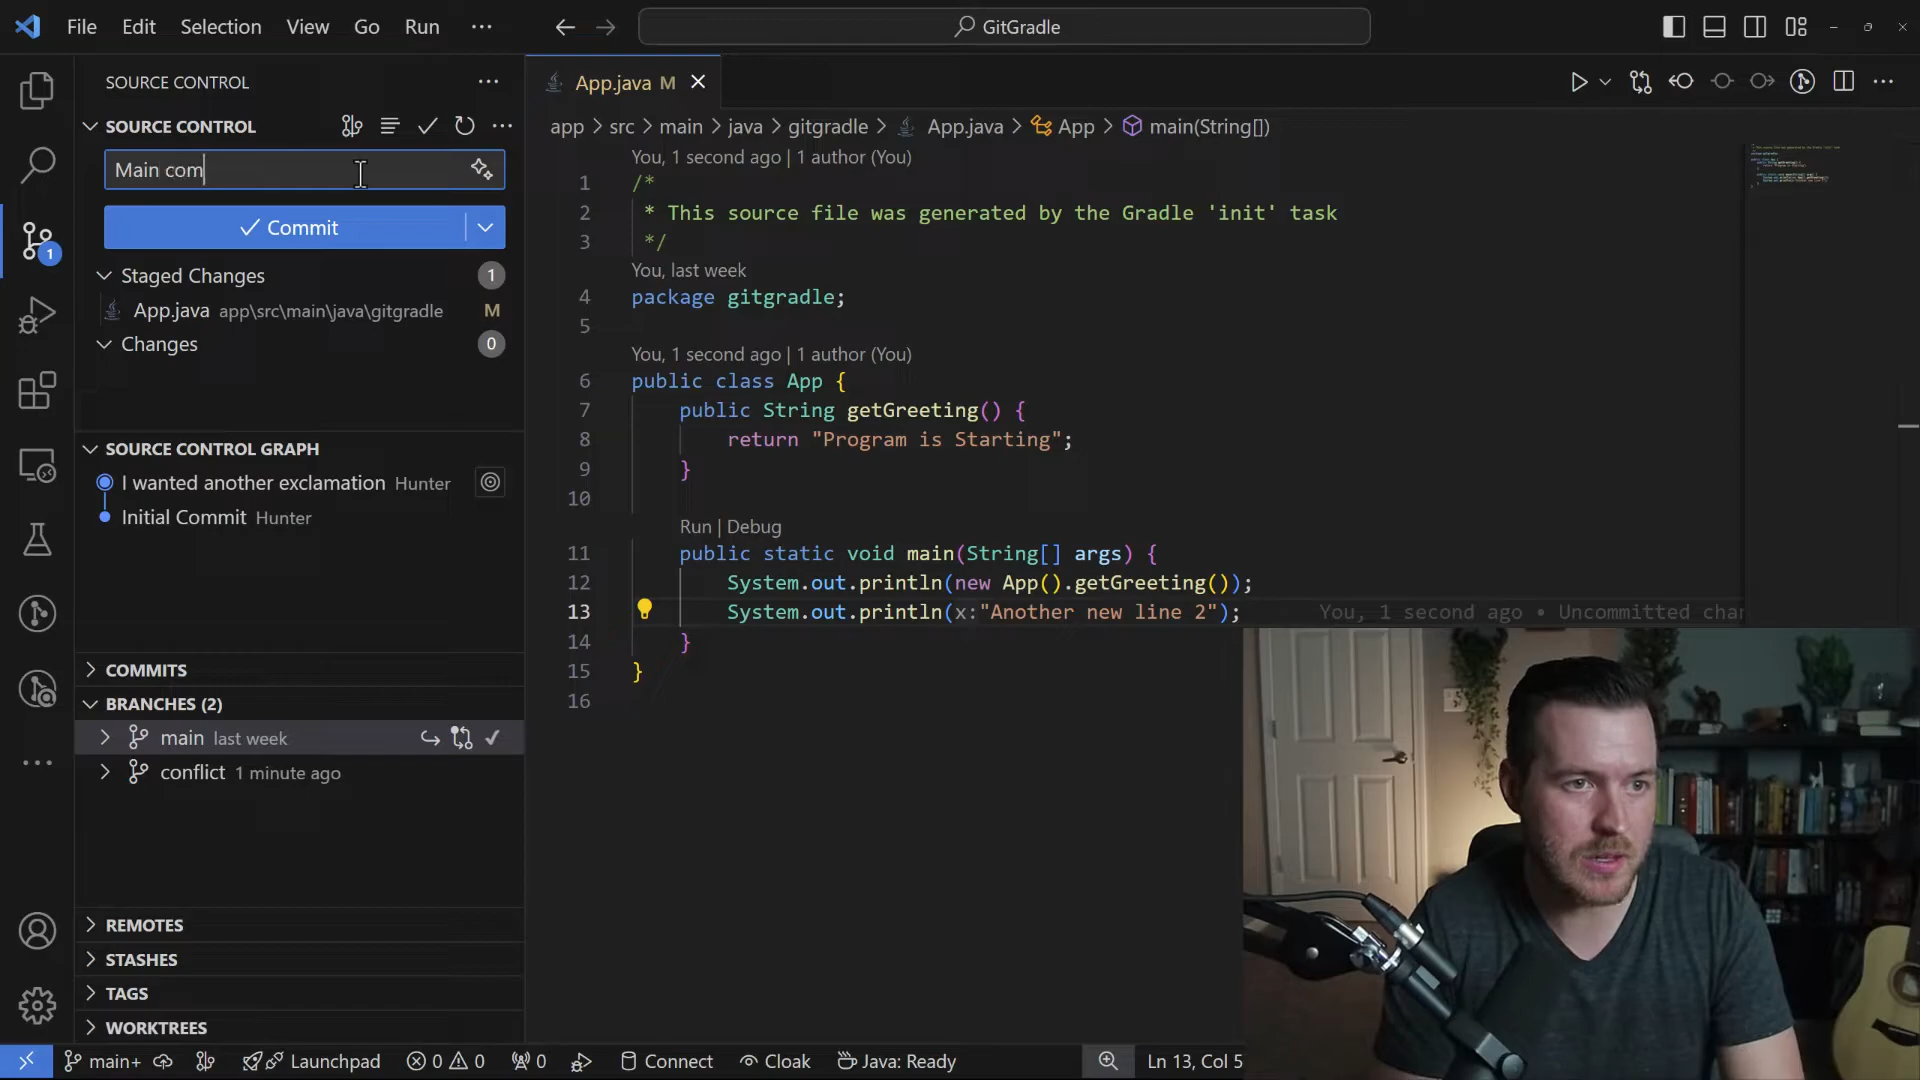 File Edit Selection View Go Run ···
GitGradle
SOURCE CONTROL
SOURCE CONTROL
Main com
Commit
Staged Changes 1
App.java app\src\main\java\gitgradle M
Changes 0
SOURCE CONTROL GRAPH
I wanted another exclamation Hunter
Initial Commit Hunter
COMMITS
BRANCHES (2)
main last week
conflict 1 minute ago
REMOTES
STASHES
TAGS
WORKTREES
1
App.java M
app > src > main > java > gitgradle > App.java > App > main(String[])
You, 1 second ago | 1 author (You)
1 /*
2 * This source file was generated by the Gradle 'init' task
3 */
You, last week
4 package gitgradle;
5
You, 1 second ago | 1 author (You)
6 public class App {
7 public String getGreeting() {
8 return "Program is Starting";
9 }
10
Run | Debug
11 public static void main(String[] args) {
12 System.out.println(new App().getGreeting());
13 System.out.println(x:"Another new line 2"); You, 1 second ago • Uncommitted chan
14 }
15 }
16
main+ Launchpad 0 0 0 Connect Cloak Java: Ready Ln 13, Col 5